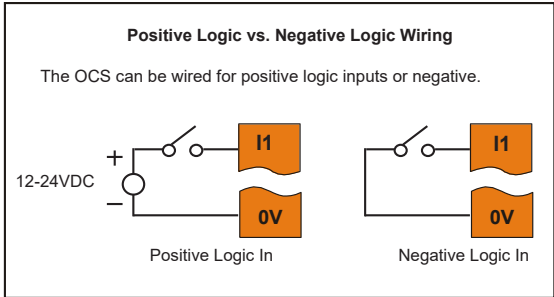 Positive Logic vs. Negative Logic Wiring
The OCS can be wired for positive logic inputs or negative.
I1
I1
+
12-24VDC
−
0V
0V
Positive Logic In
Negative Logic In